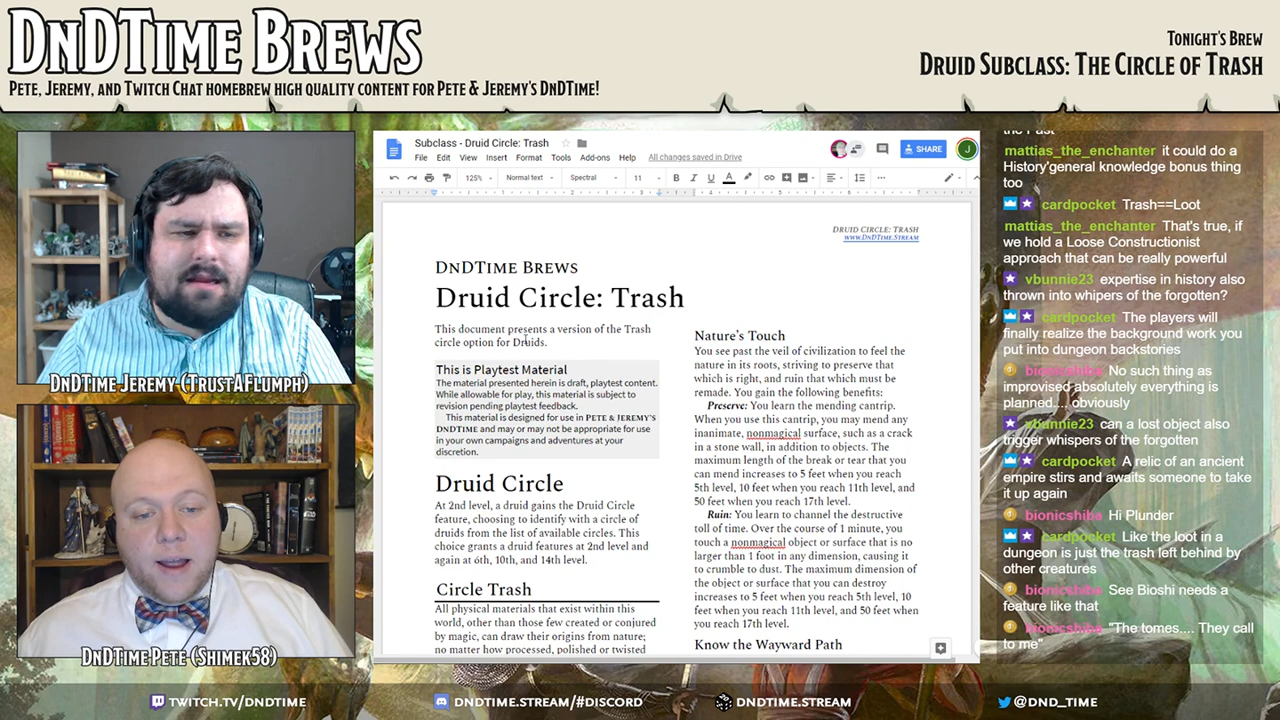 DnDTime Brews
Pete, Jeremy, and Twitch Chat homebrew high quality content for Pete & Jeremy's DnDTime!
Tonight's Brew
Druid Subclass: The Circle of Trash
DnDTime Jeremy (TrustAFlumph)
DnDTime Pete (Shimek58)
Subclass - Druid Circle: Trash
File Edit View Insert Format Tools Add-ons Help All changes saved in Drive
SHARE
J
125% Normal text Spectral 11 B I U A
Druid Circle: Trash
www.DnDTime.Stream
DnDTime Brews
Druid Circle: Trash
This document presents a version of the Trash
circle option for Druids.
This is Playtest Material
The material presented herein is draft, playtest content.
While allowable for play, this material is subject to
revision pending playtest feedback.
This material is designed for use in Pete & Jeremy's
DnDTime and may or may not be appropriate for use
in your own campaigns and adventures at your
discretion.
Druid Circle
At 2nd level, a druid gains the Druid Circle
feature, choosing to identify with a circle of
druids from the list of available circles. This
choice grants a druid features at 2nd level and
again at 6th, 10th, and 14th level.
Circle Trash
All physical materials that exist within this
world, other than those few created or conjured
by magic, can draw their origins from nature;
no matter how processed, polished or twisted
Nature's Touch
You see past the veil of civilization to feel the
nature in its roots, striving to preserve that
which is right, and ruin that which must be
remade. You gain the following benefits:
Preserve: You learn the mending cantrip.
When you use this cantrip, you may mend any
inanimate, nonmagical surface, such as a crack
in a stone wall, in addition to objects. The
maximum length of the break or tear that you
can mend increases to 5 feet when you reach
5th level, 10 feet when you reach 11th level, and
50 feet when you reach 17th level.
Ruin: You learn to channel the destructive
toll of time. Over the course of 1 minute, you
touch a nonmagical object or surface that is no
larger than 1 foot in any dimension, causing it
to crumble to dust. The maximum dimension of
the object or surface that you can destroy
increases to 5 feet when you reach 5th level, 10
feet when you reach 11th level, and 50 feet when
you reach 17th level.
Know the Wayward Path
the Past
mattias_the_enchanter it could do a
History'general knowledge bonus thing
too
cardpocket Trash==Loot
mattias_the_enchanter That's true, if
we hold a Loose Constructionist
approach that can be really powerful
vbunnie23 expertise in history also
thrown into whipers of the forgotten?
cardpocket The players will
finally realize the background work you
put into dungeon backstories
bionicshiba No such thing as
improvised absolutely everything is
planned.... obviously
vbunnie23 can a lost object also
trigger whispers of the forgotten
cardpocket A relic of an ancient
empire stirs and awaits someone to take
it up again
bionicshiba Hi Plunder
cardpocket Like the loot in a
dungeon is just the trash left behind by
other creatures
bionicshiba See Bioshi needs a
feature like that
bionicshiba "The tomes.... They call
to me"
twitch.tv/dndtime
dndtime.stream/#discord
dndtime.stream
@dnd_time